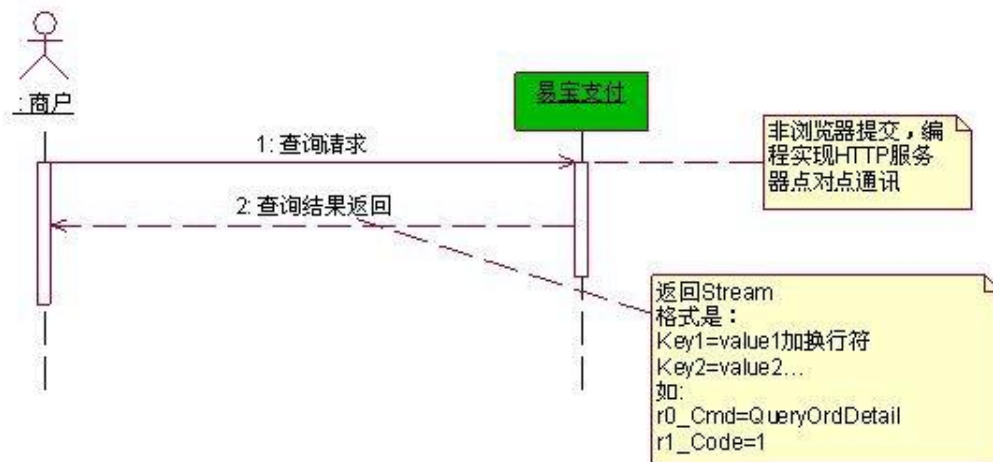 : 商户
易宝支付
1: 查询请求
非浏览器提交，编
程实现HTTP服务
器点对点通讯
2: 查询结果返回
返回Stream
格式是：
Key1=value1加换行符
Key2=value2...
如:
r0_Cmd=QueryOrdDetail
r1_Code=1